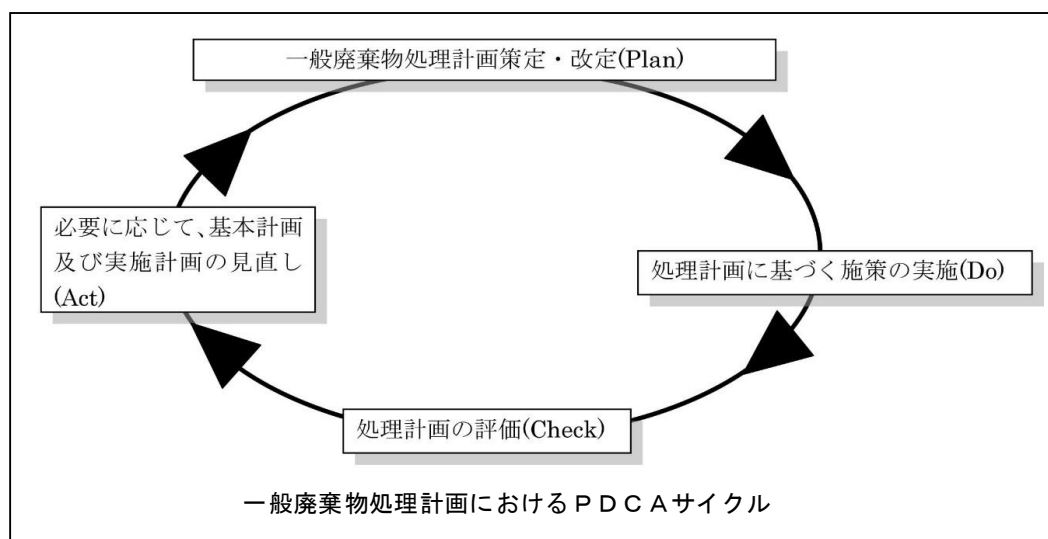 一般廃棄物処理計画策定・改定(Plan)
必要に応じて、基本計画
及び実施計画の見直し
(Act)
処理計画に基づく施策の実施(Do)
処理計画の評価(Check)
一般廃棄物処理計画におけるＰＤＣＡサイクル